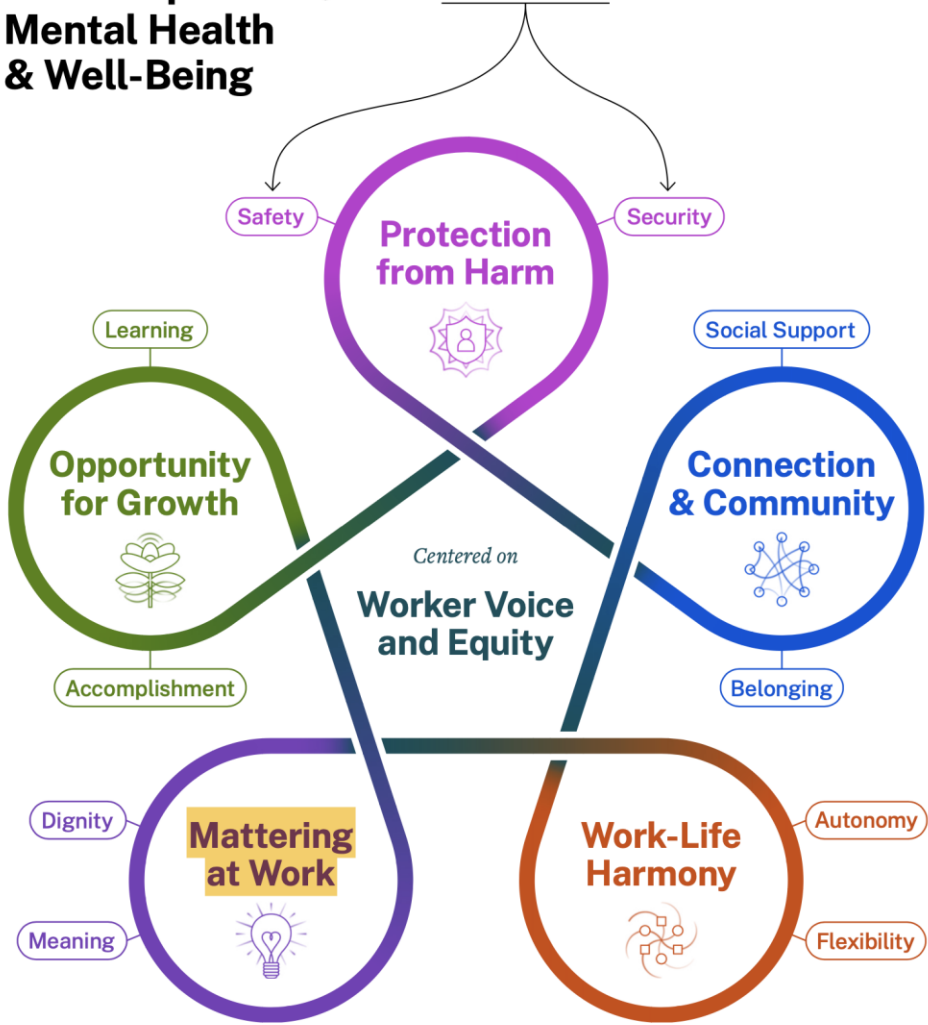 Mental Health
& Well-Being
Safety
Security
Protection
from Harm
Learning
Social Support
Opportunity
for Growth
Connection
& Community
Centered on
Worker Voice
and Equity
Accomplishment
Belonging
Dignity
Mattering
at Work
Meaning
Work-Life
Harmony
Autonomy
Flexibility